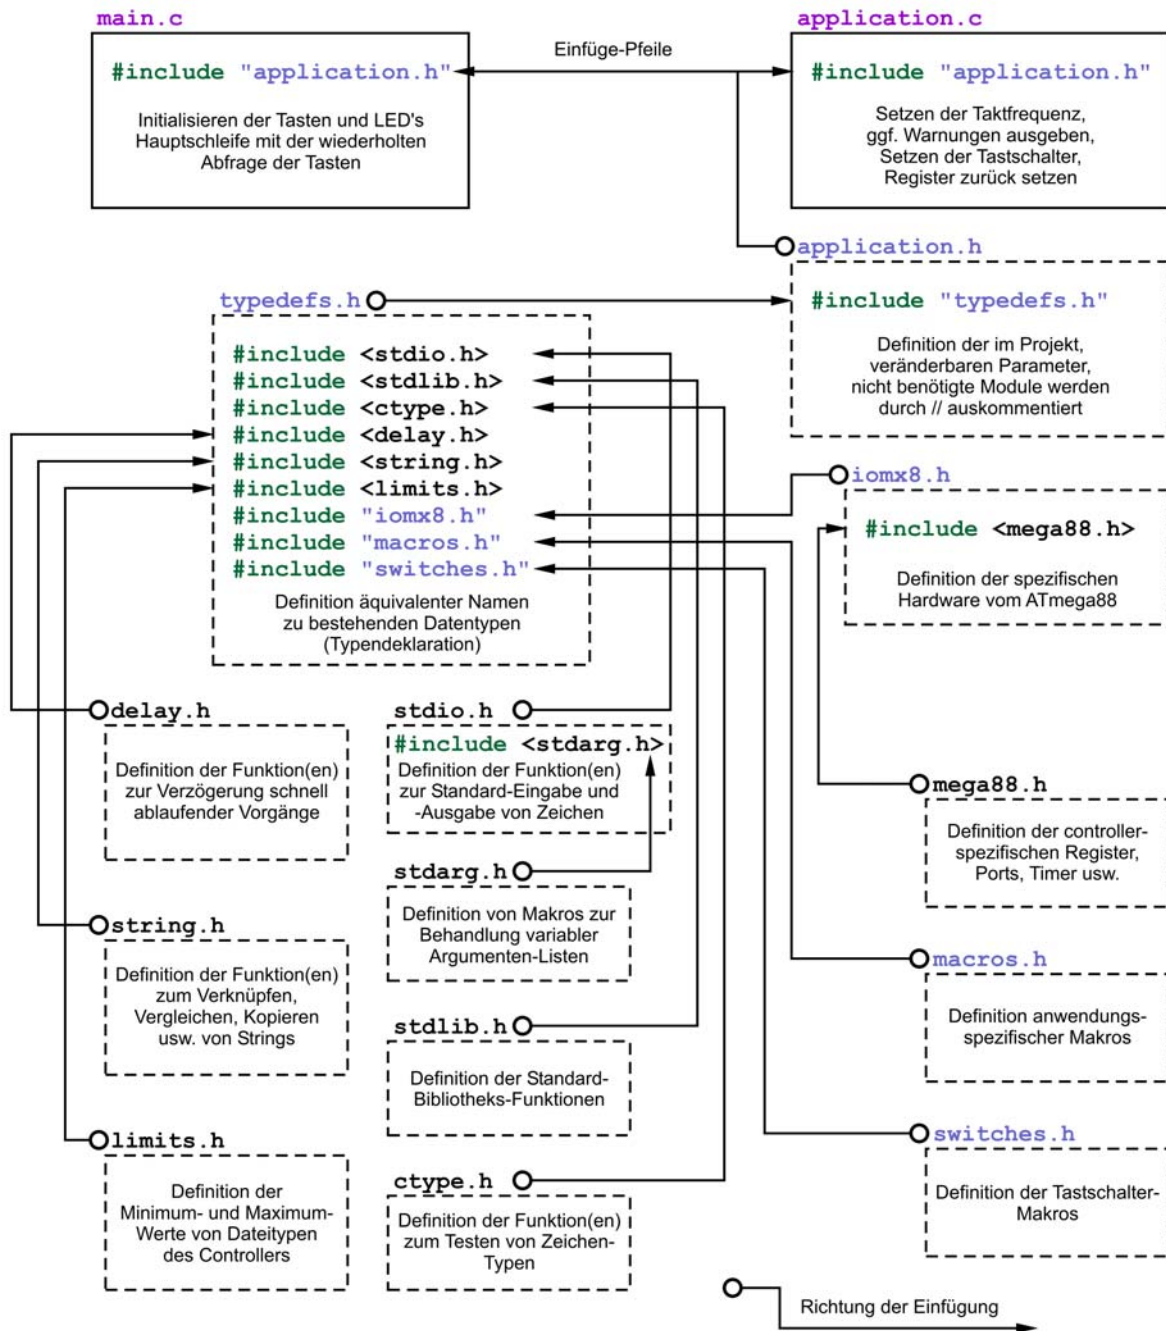 main.c
#include "application.h"
Initialisieren der Tasten und LED's
Hauptschleife mit der wiederholten
Abfrage der Tasten
Einfüge-Pfeile
application.c
#include "application.h"
Setzen der Taktfrequenz,
ggf. Warnungen ausgeben,
Setzen der Tastschalter,
Register zurück setzen
application.h
#include "typedefs.h"
Definition der im Projekt,
veränderbaren Parameter,
nicht benötigte Module werden
durch // auskommentiert
typedefs.h
#include <stdio.h>
#include <stdlib.h>
#include <ctype.h>
#include <delay.h>
#include <string.h>
#include <limits.h>
#include "iomx8.h"
#include "macros.h"
#include "switches.h"
Definition äquivalenter Namen
zu bestehenden Datentypen
(Typendeklaration)
iomx8.h
#include <mega88.h>
Definition der spezifischen
Hardware vom ATmega88
delay.h
Definition der Funktion(en)
zur Verzögerung schnell
ablaufender Vorgänge
stdio.h
#include <stdarg.h>
Definition der Funktion(en)
zur Standard-Eingabe und
-Ausgabe von Zeichen
mega88.h
Definition der controller-
spezifischen Register,
Ports, Timer usw.
stdarg.h
Definition von Makros zur
Behandlung variabler
Argumenten-Listen
string.h
Definition der Funktion(en)
zum Verknüpfen,
Vergleichen, Kopieren
usw. von Strings
macros.h
Definition anwendungs-
spezifischer Makros
stdlib.h
Definition der Standard-
Bibliotheks-Funktionen
limits.h
Definition der
Minimum- und Maximum-
Werte von Dateitypen
des Controllers
switches.h
Definition der Tastschalter-
Makros
ctype.h
Definition der Funktion(en)
zum Testen von Zeichen-
Typen
Richtung der Einfügung